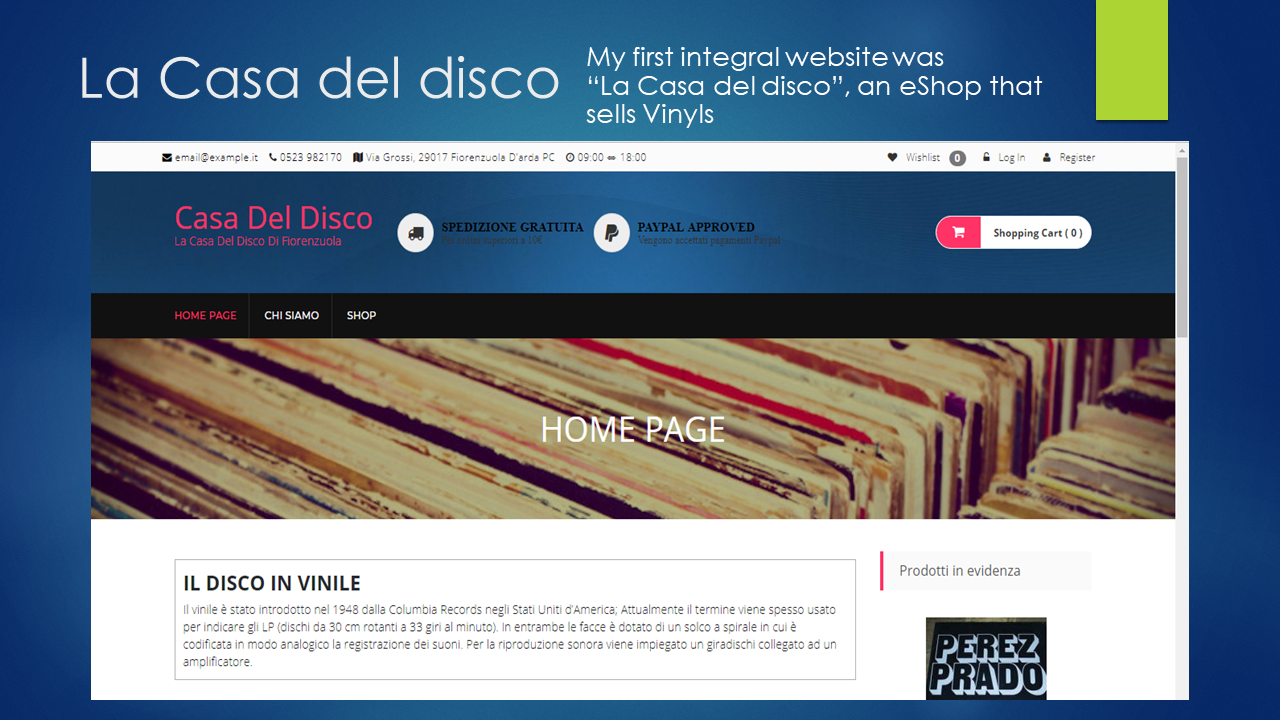 La Casa del disco
My first integral website was
“La Casa del disco”, an eShop that
sells Vinyls
email@example.it 0523 982170 Via Grossi, 29017 Fiorenzuola D'arda PC 09:00 ⇔ 18:00
Wishlist 0 Log In Register
Casa Del Disco
La Casa Del Disco Di Fiorenzuola
SPEDIZIONE GRATUITA
Per ordini superiori a 10€
PAYPAL APPROVED
Vengono accettati pagamenti Paypal
Shopping Cart ( 0 )
HOME PAGE CHI SIAMO SHOP
HOME PAGE
IL DISCO IN VINILE
Il vinile è stato introdotto nel 1948 dalla Columbia Records negli Stati Uniti d'America; Attualmente il termine viene spesso usato
per indicare gli LP (dischi da 30 cm rotanti a 33 giri al minuto). In entrambe le facce è dotato di un solco a spirale in cui è
codificata in modo analogico la registrazione dei suoni. Per la riproduzione sonora viene impiegato un giradischi collegato ad un
amplificatore.
Prodotti in evidenza
PEREZ
PRADO